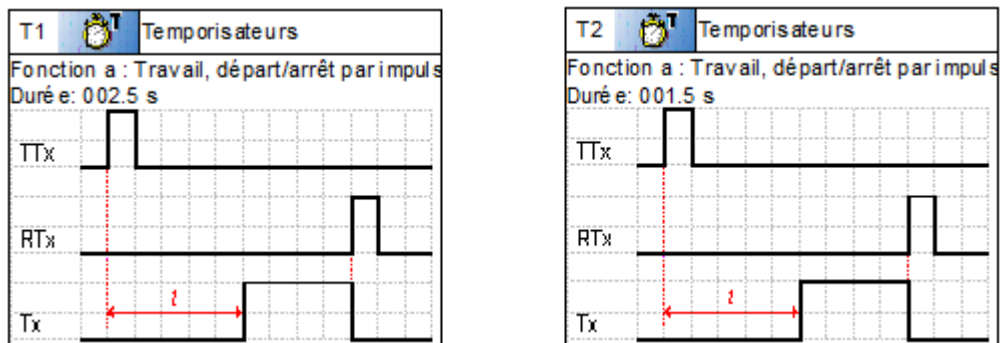 T1 T Temporisateurs
Fonction a : Travail, départ/arrêt par impuls
Durée: 002.5 s
TTx
RTx
t
Tx
T2 T Temporisateurs
Fonction a : Travail, départ/arrêt par impuls
Durée: 001.5 s
TTx
RTx
t
Tx